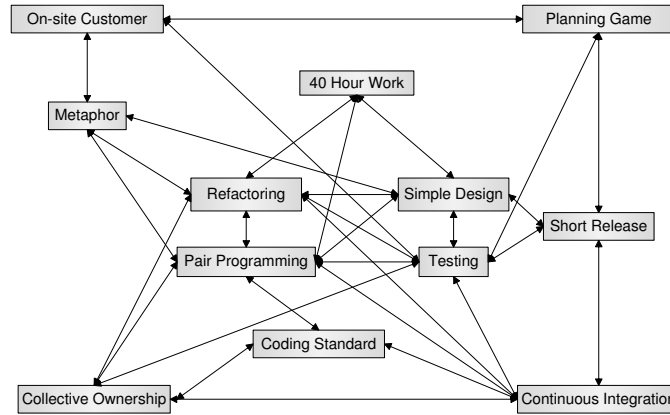 On-site Customer
Planning Game
40 Hour Work
Metaphor
Refactoring
Simple Design
Short Release
Pair Programming
Testing
Coding Standard
Collective Ownership
Continuous Integration